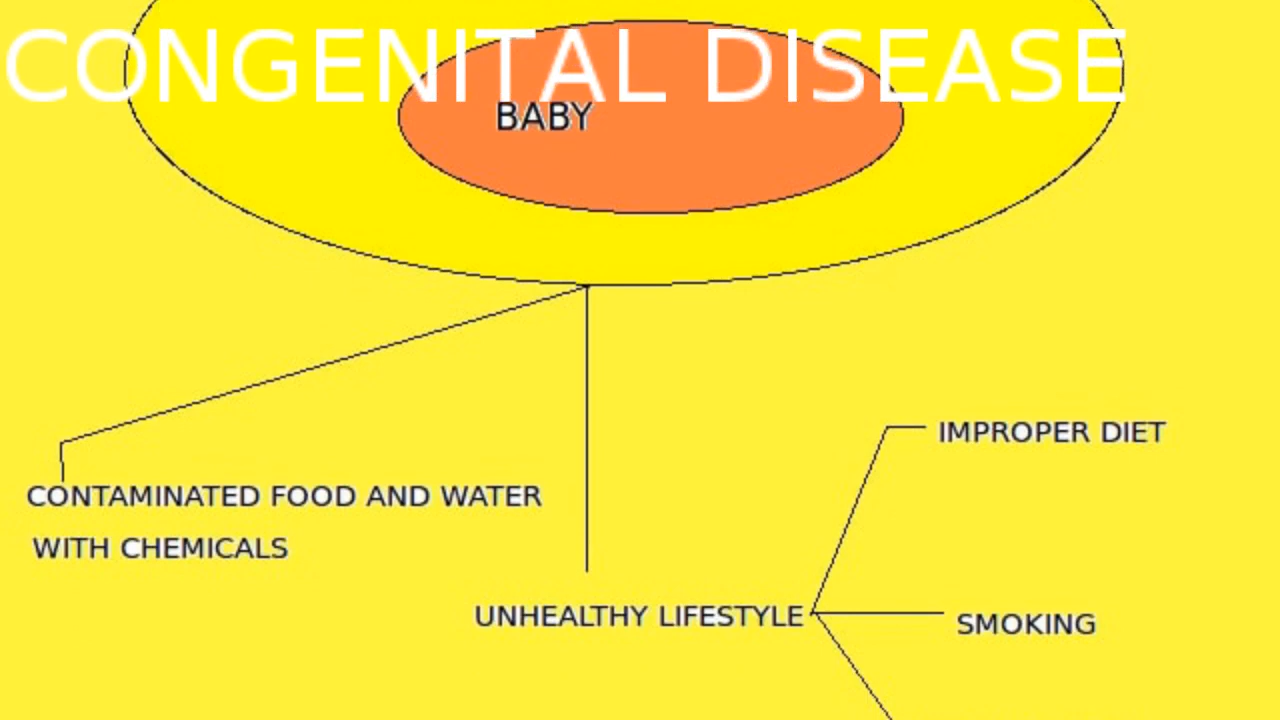 CONGENITAL DISEASE
BABY
IMPROPER DIET
CONTAMINATED FOOD AND WATER
WITH CHEMICALS
UNHEALTHY LIFESTYLE
SMOKING